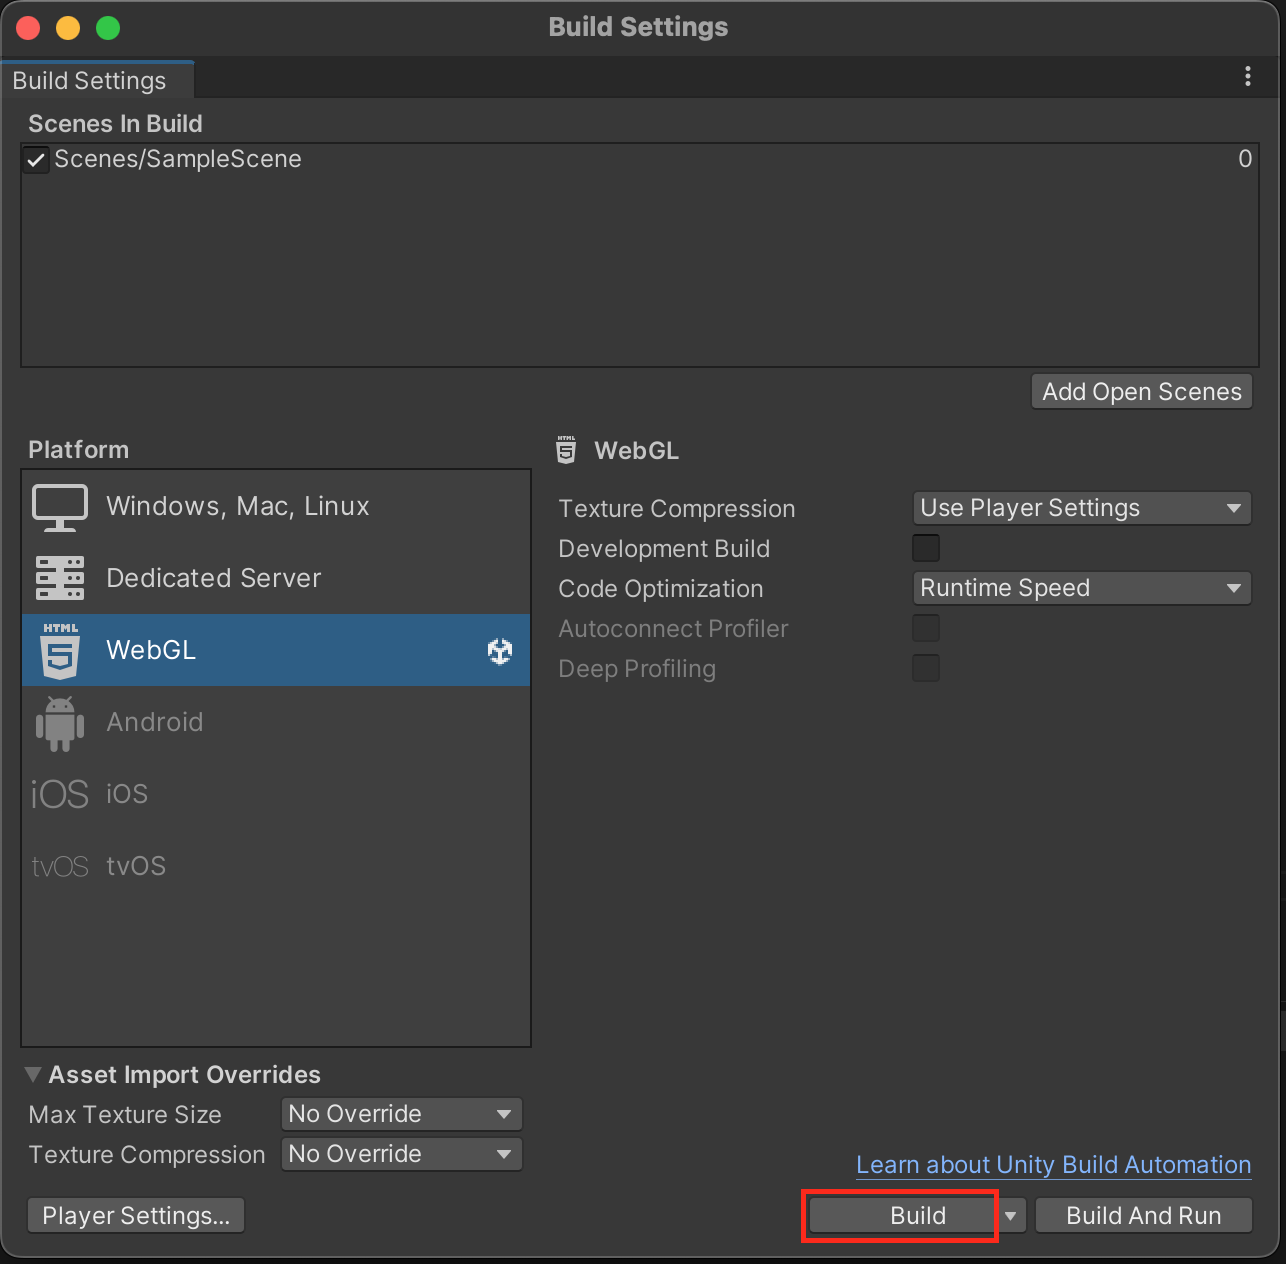 Build Settings
Build Settings
Scenes In Build
Scenes/SampleScene 0
Add Open Scenes
Platform
Windows, Mac, Linux
Dedicated Server
HTML
5
WebGL
Android
iOS iOS
tvOS tvOS
HTML
5
WebGL
Texture Compression Use Player Settings
Development Build
Code Optimization Runtime Speed
Autoconnect Profiler
Deep Profiling
Asset Import Overrides
Max Texture Size No Override
Texture Compression No Override
Learn about Unity Build Automation
Player Settings... Build Build And Run